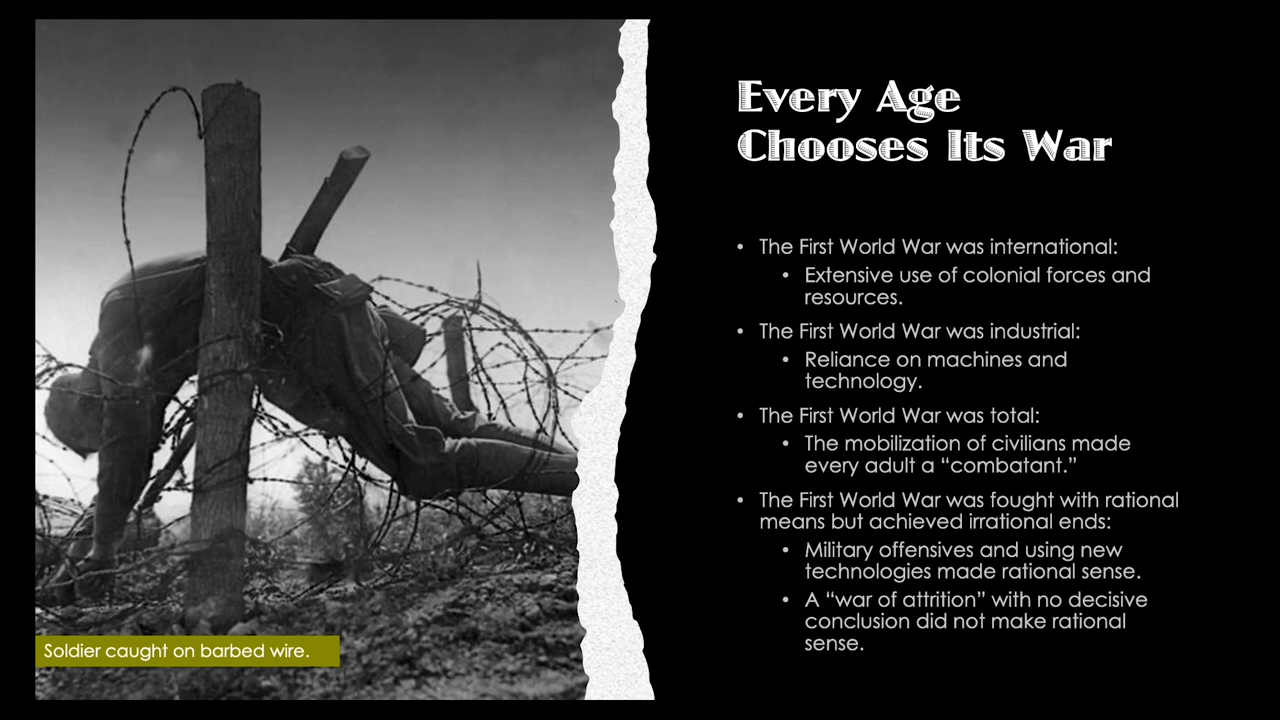 Every Age
Chooses Its War
• The First World War was international:
• Extensive use of colonial forces and
resources.
• The First World War was industrial:
• Reliance on machines and
technology.
• The First World War was total:
• The mobilization of civilians made
every adult a “combatant.”
• The First World War was fought with rational
means but achieved irrational ends:
• Military offensives and using new
technologies made rational sense.
• A “war of attrition” with no decisive
conclusion did not make rational
sense.
Soldier caught on barbed wire.